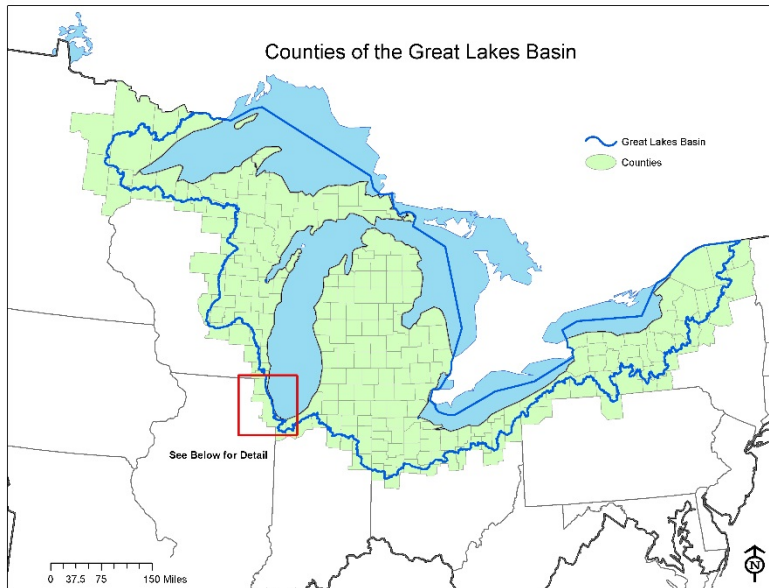 Counties of the Great Lakes Basin
Great Lakes Basin
Counties
See Below for Detail
0 37.5 75 150 Miles
N